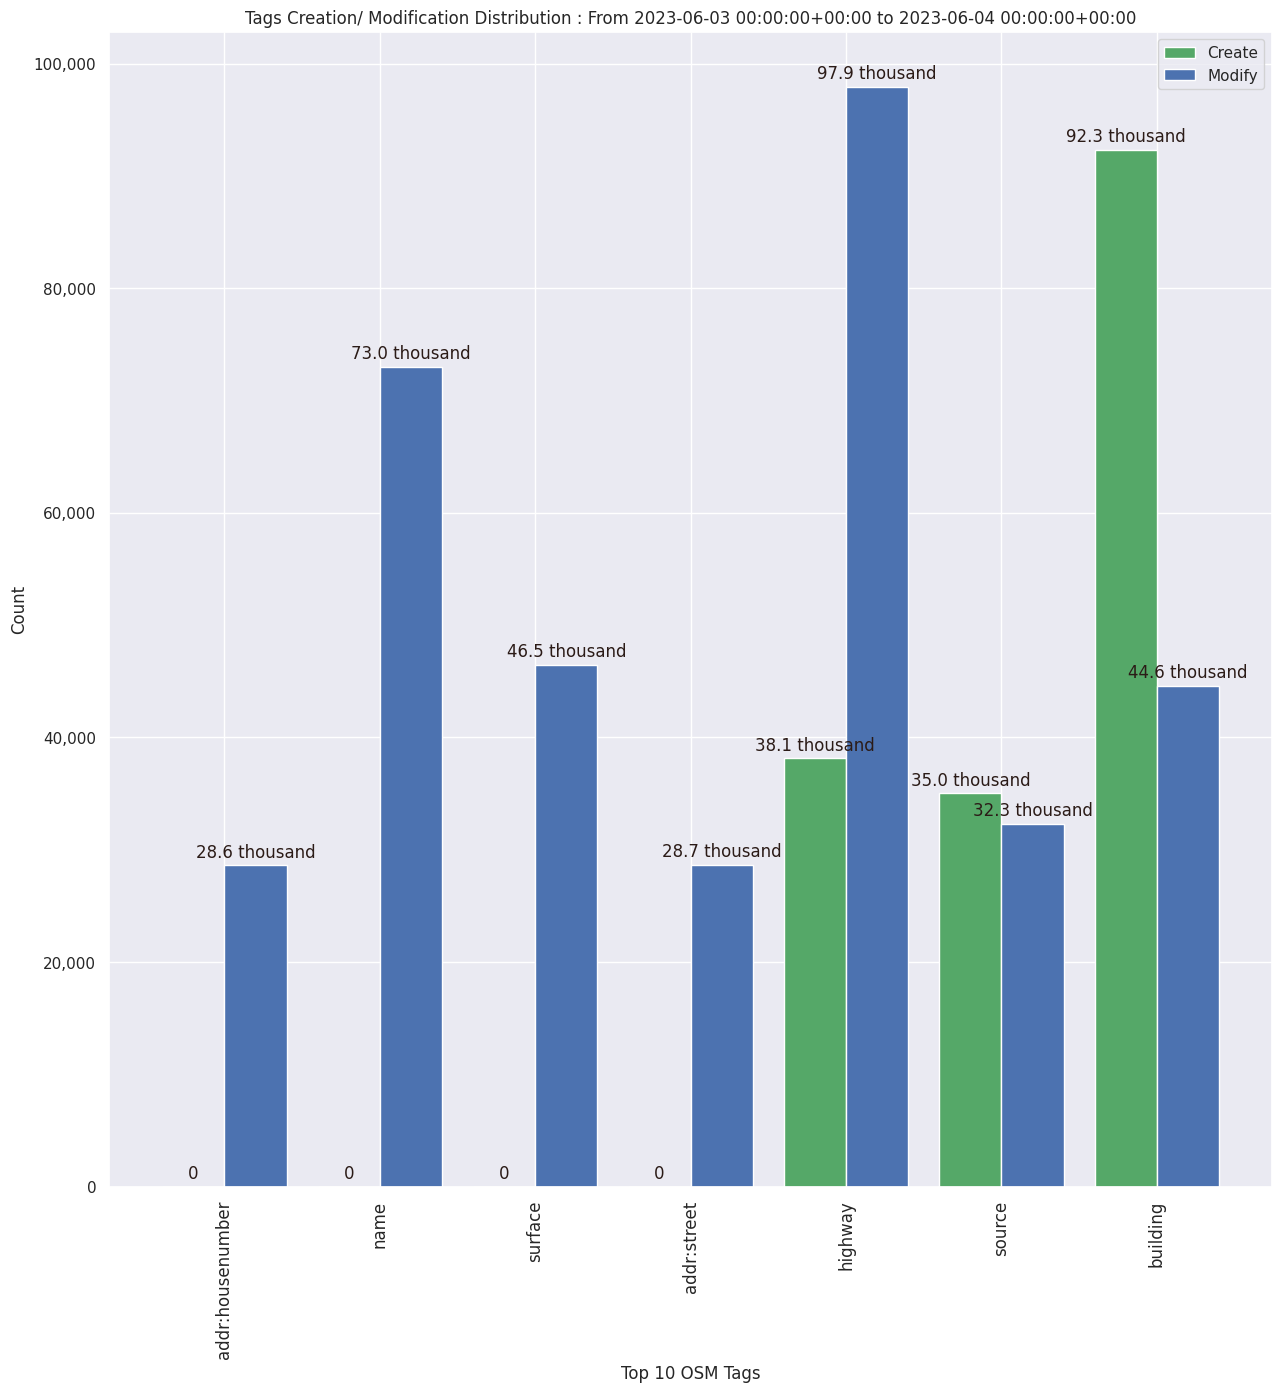 Tags Creation/ Modification Distribution : From 2023-06-03 00:00:00+00:00 to 2023-06-04 00:00:00+00:00
Create
Modify
100,000
80,000
60,000
40,000
20,000
0
Count
97.9 thousand
92.3 thousand
73.0 thousand
46.5 thousand
44.6 thousand
38.1 thousand
35.0 thousand
32.3 thousand
28.6 thousand
28.7 thousand
0
0
0
0
addr:housenumber
name
surface
addr:street
highway
source
building
Top 10 OSM Tags